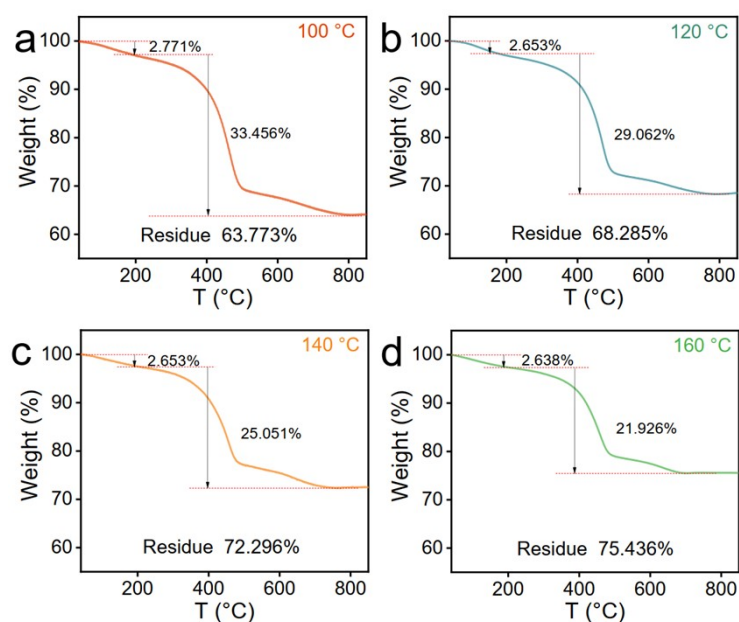 a
100 °C
2.771%
33.456%
Residue 63.773%
Weight (%)
100
90
80
70
60
200
400
600
800
T (°C)
b
120 °C
2.653%
29.062%
Residue 68.285%
Weight (%)
100
90
80
70
60
200
400
600
800
T (°C)
c
140 °C
2.653%
25.051%
Residue 72.296%
Weight (%)
100
90
80
70
60
200
400
600
800
T (°C)
d
160 °C
2.638%
21.926%
Residue 75.436%
Weight (%)
100
90
80
70
60
200
400
600
800
T (°C)